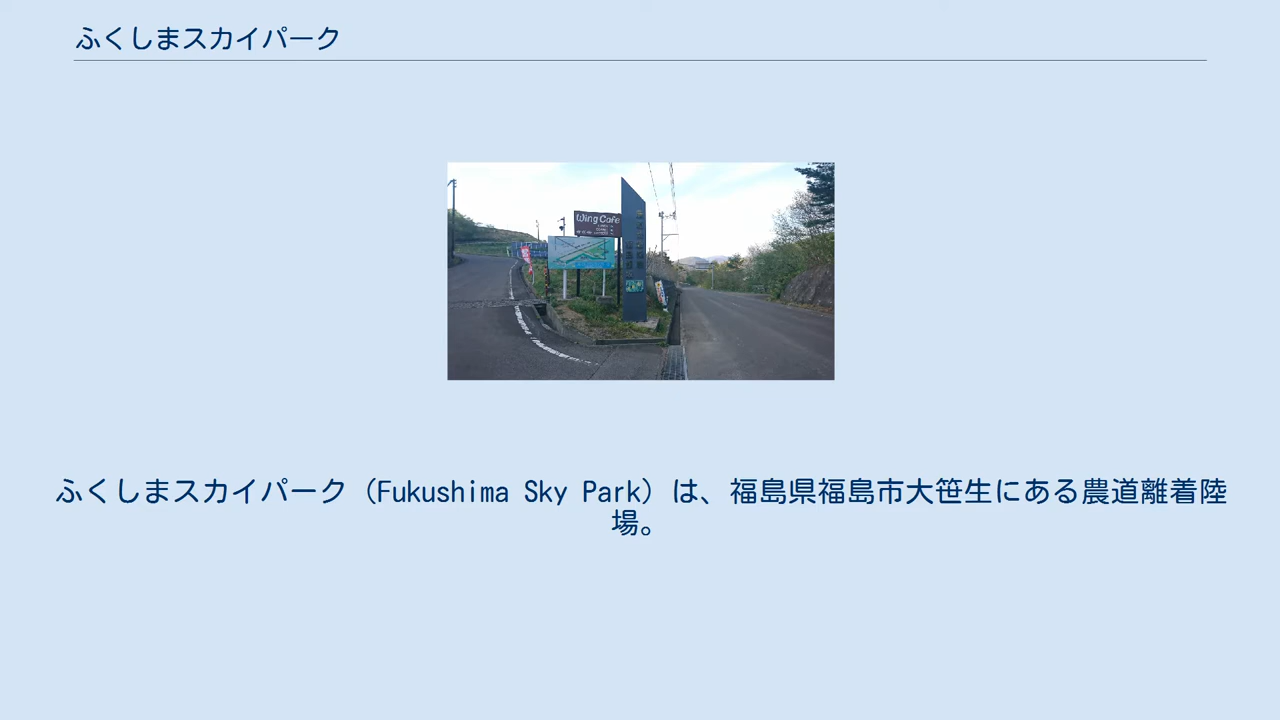 ふくしまスカイパーク
Wing Cafe
ふくしまスカイパーク（Fukushima Sky Park）は、福島県福島市大笹生にある農道離着陸
場。